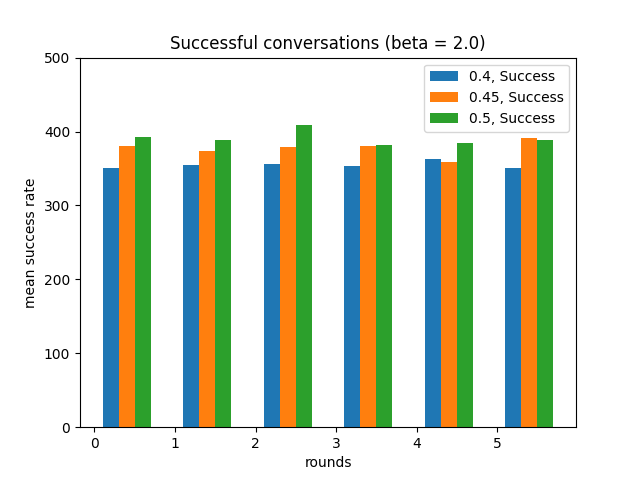 Successful conversations (beta = 2.0)
0.4, Success
0.45, Success
0.5, Success
mean success rate
500
400
300
200
100
0
0 1 2 3 4 5
rounds